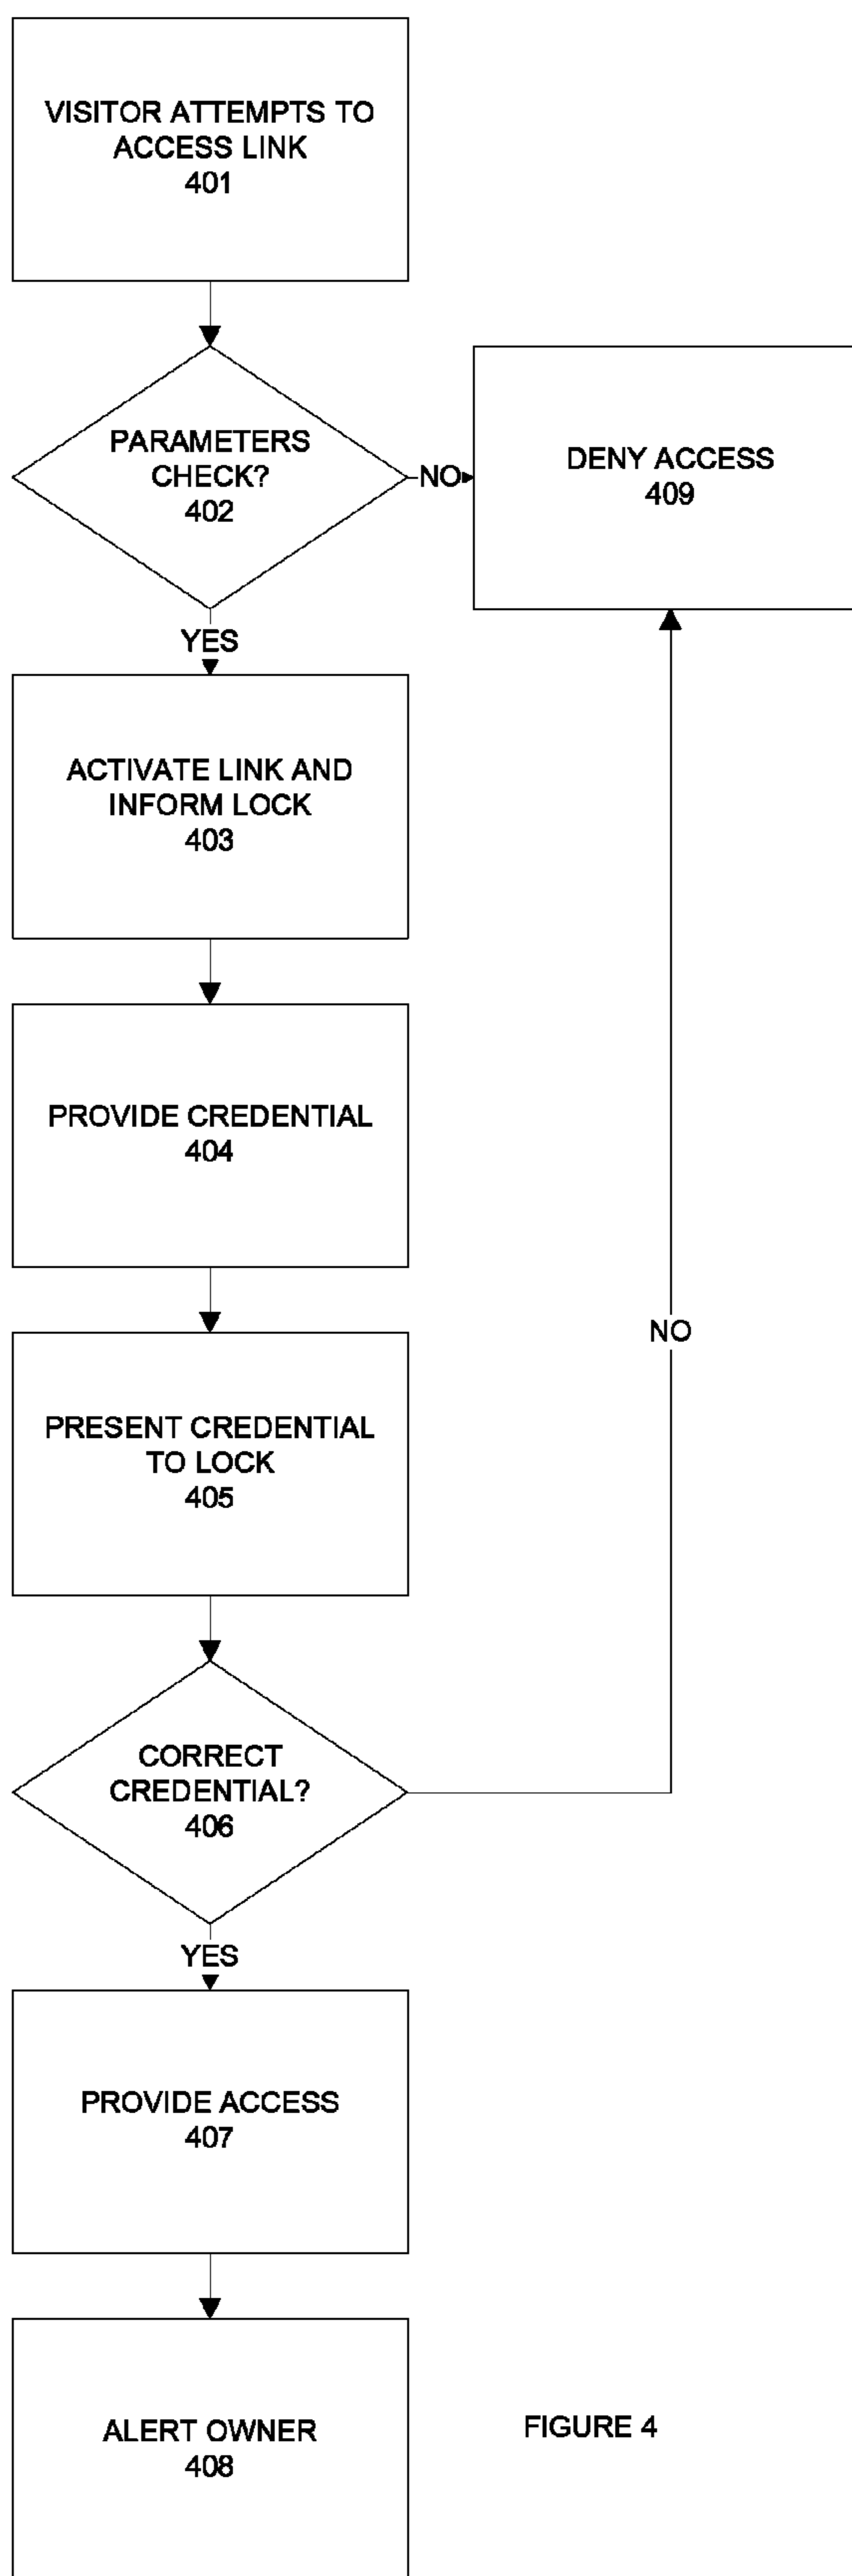 VISITOR ATTEMPTS TO
ACCESS LINK
401
PARAMETERS
CHECK?
402
NO
DENY ACCESS
409
YES
ACTIVATE LINK AND
INFORM LOCK
403
PROVIDE CREDENTIAL
404
NO
PRESENT CREDENTIAL
TO LOCK
405
CORRECT
CREDENTIAL?
406
YES
PROVIDE ACCESS
407
ALERT OWNER
408
FIGURE 4